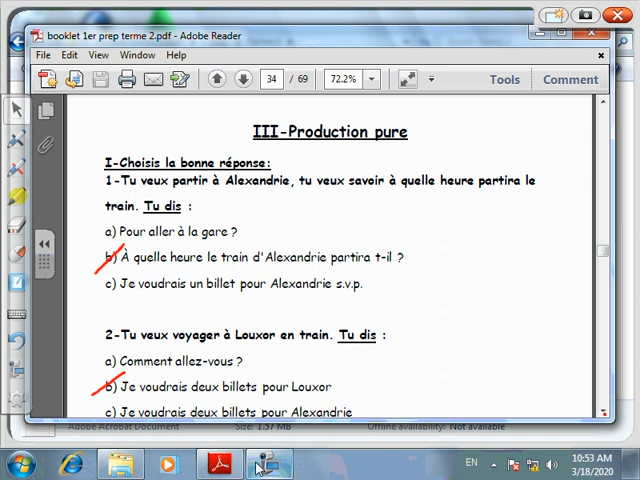 booklet 1er prep terme 2.pdf - Adobe Reader
File Edit View Window Help
34 / 69 72.2% Tools Comment
III-Production pure
I-Choisis la bonne réponse:
1-Tu veux partir à Alexandrie, tu veux savoir à quelle heure partira le
train. Tu dis :
a) Pour aller à la gare ?
b) À quelle heure le train d'Alexandrie partira t-il ?
c) Je voudrais un billet pour Alexandrie s.v.p.
2-Tu veux voyager à Louxor en train. Tu dis :
a) Comment allez-vous ?
b) Je voudrais deux billets pour Louxor
c) Je voudrais deux billets pour Alexandrie
Adobe Acrobat Document Size: 1.57 MB Offline availability: Not available
EN 10:53 AM
3/18/2020